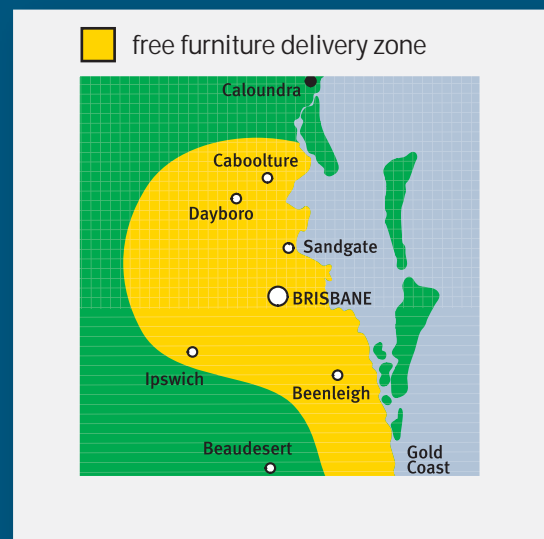 free furniture delivery zone
Caloundra
Caboolture
Dayboro
Sandgate
BRISBANE
Ipswich
Beenleigh
Beaudesert
Gold
Coast